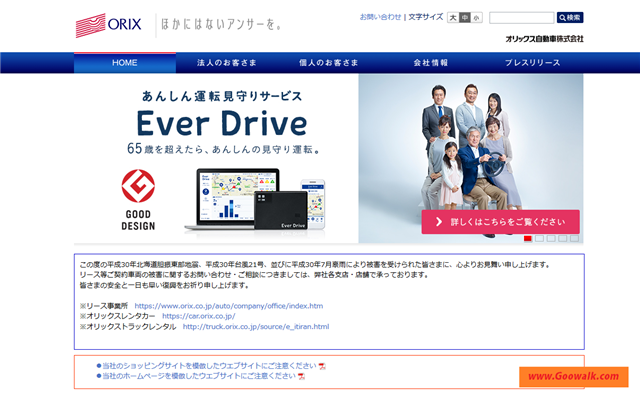 ORIX
ほかにはないアンサーを。
お問い合わせ | 文字サイズ 大 中 小 検索
オリックス自動車株式会社
HOME 法人のお客さま 個人のお客さま 会社情報 プレスリリース
あんしん運転見守りサービス
Ever Drive
65歳を超えたら、あんしんの見守り運転。
GOOD
DESIGN
Ever Drive
詳しくはこちらをご覧ください
この度の平成30年北海道胆振東部地震、平成30年台風21号、並びに平成30年7月豪雨により被害を受けられた皆さまに、心よりお見舞い申し上げます。
リース等ご契約車両の被害に関するお問い合わせ・ご相談につきましては、弊社各支店・店舗で承っております。
皆さまの安全と一日も早い復興をお祈り申し上げます。
※リース事業所 https://www.orix.co.jp/auto/company/office/index.htm
※オリックスレンタカー https://car.orix.co.jp/
※オリックストラックレンタル http://truck.orix.co.jp/source/e_itiran.html
●当社のショッピングサイトを模倣したウェブサイトにご注意ください
●当社のホームページを模倣したウェブサイトにご注意ください
www.Goowalk.com